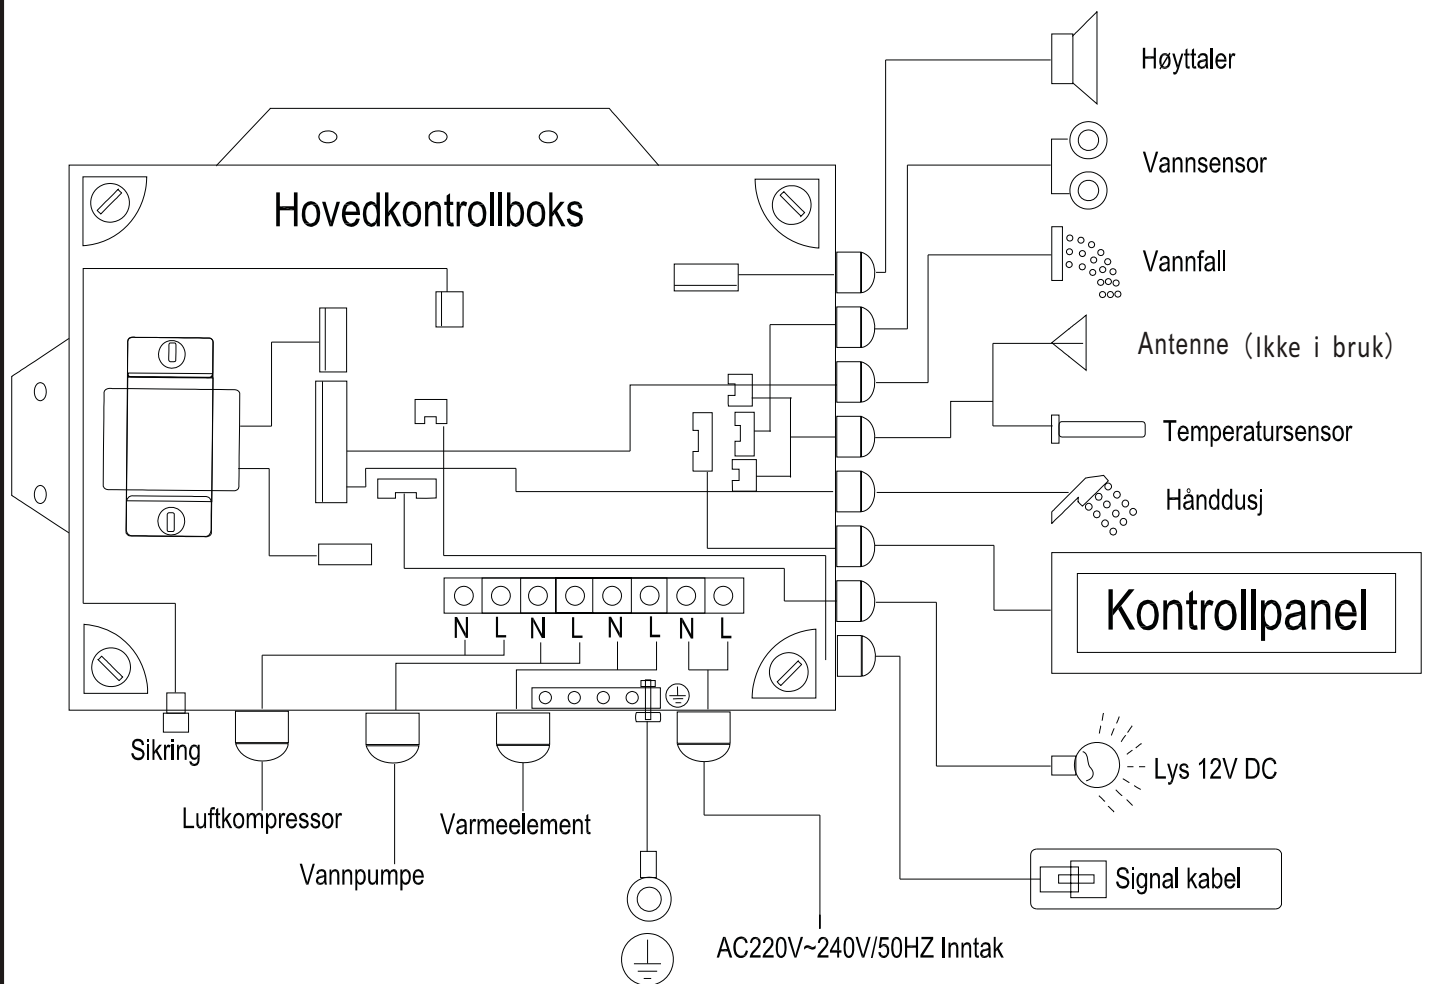 Høyttaler
Vannsensor
Hovedkontrollboks
Vannfall
Antenne (Ikke i bruk)
Temperatursensor
Hånddusj
Kontrollpanel
N L N L N L N L
Sikring
Lys 12V DC
Luftkompressor
Varmeelement
Vannpumpe
Signal kabel
AC220V~240V/50HZ Inntak